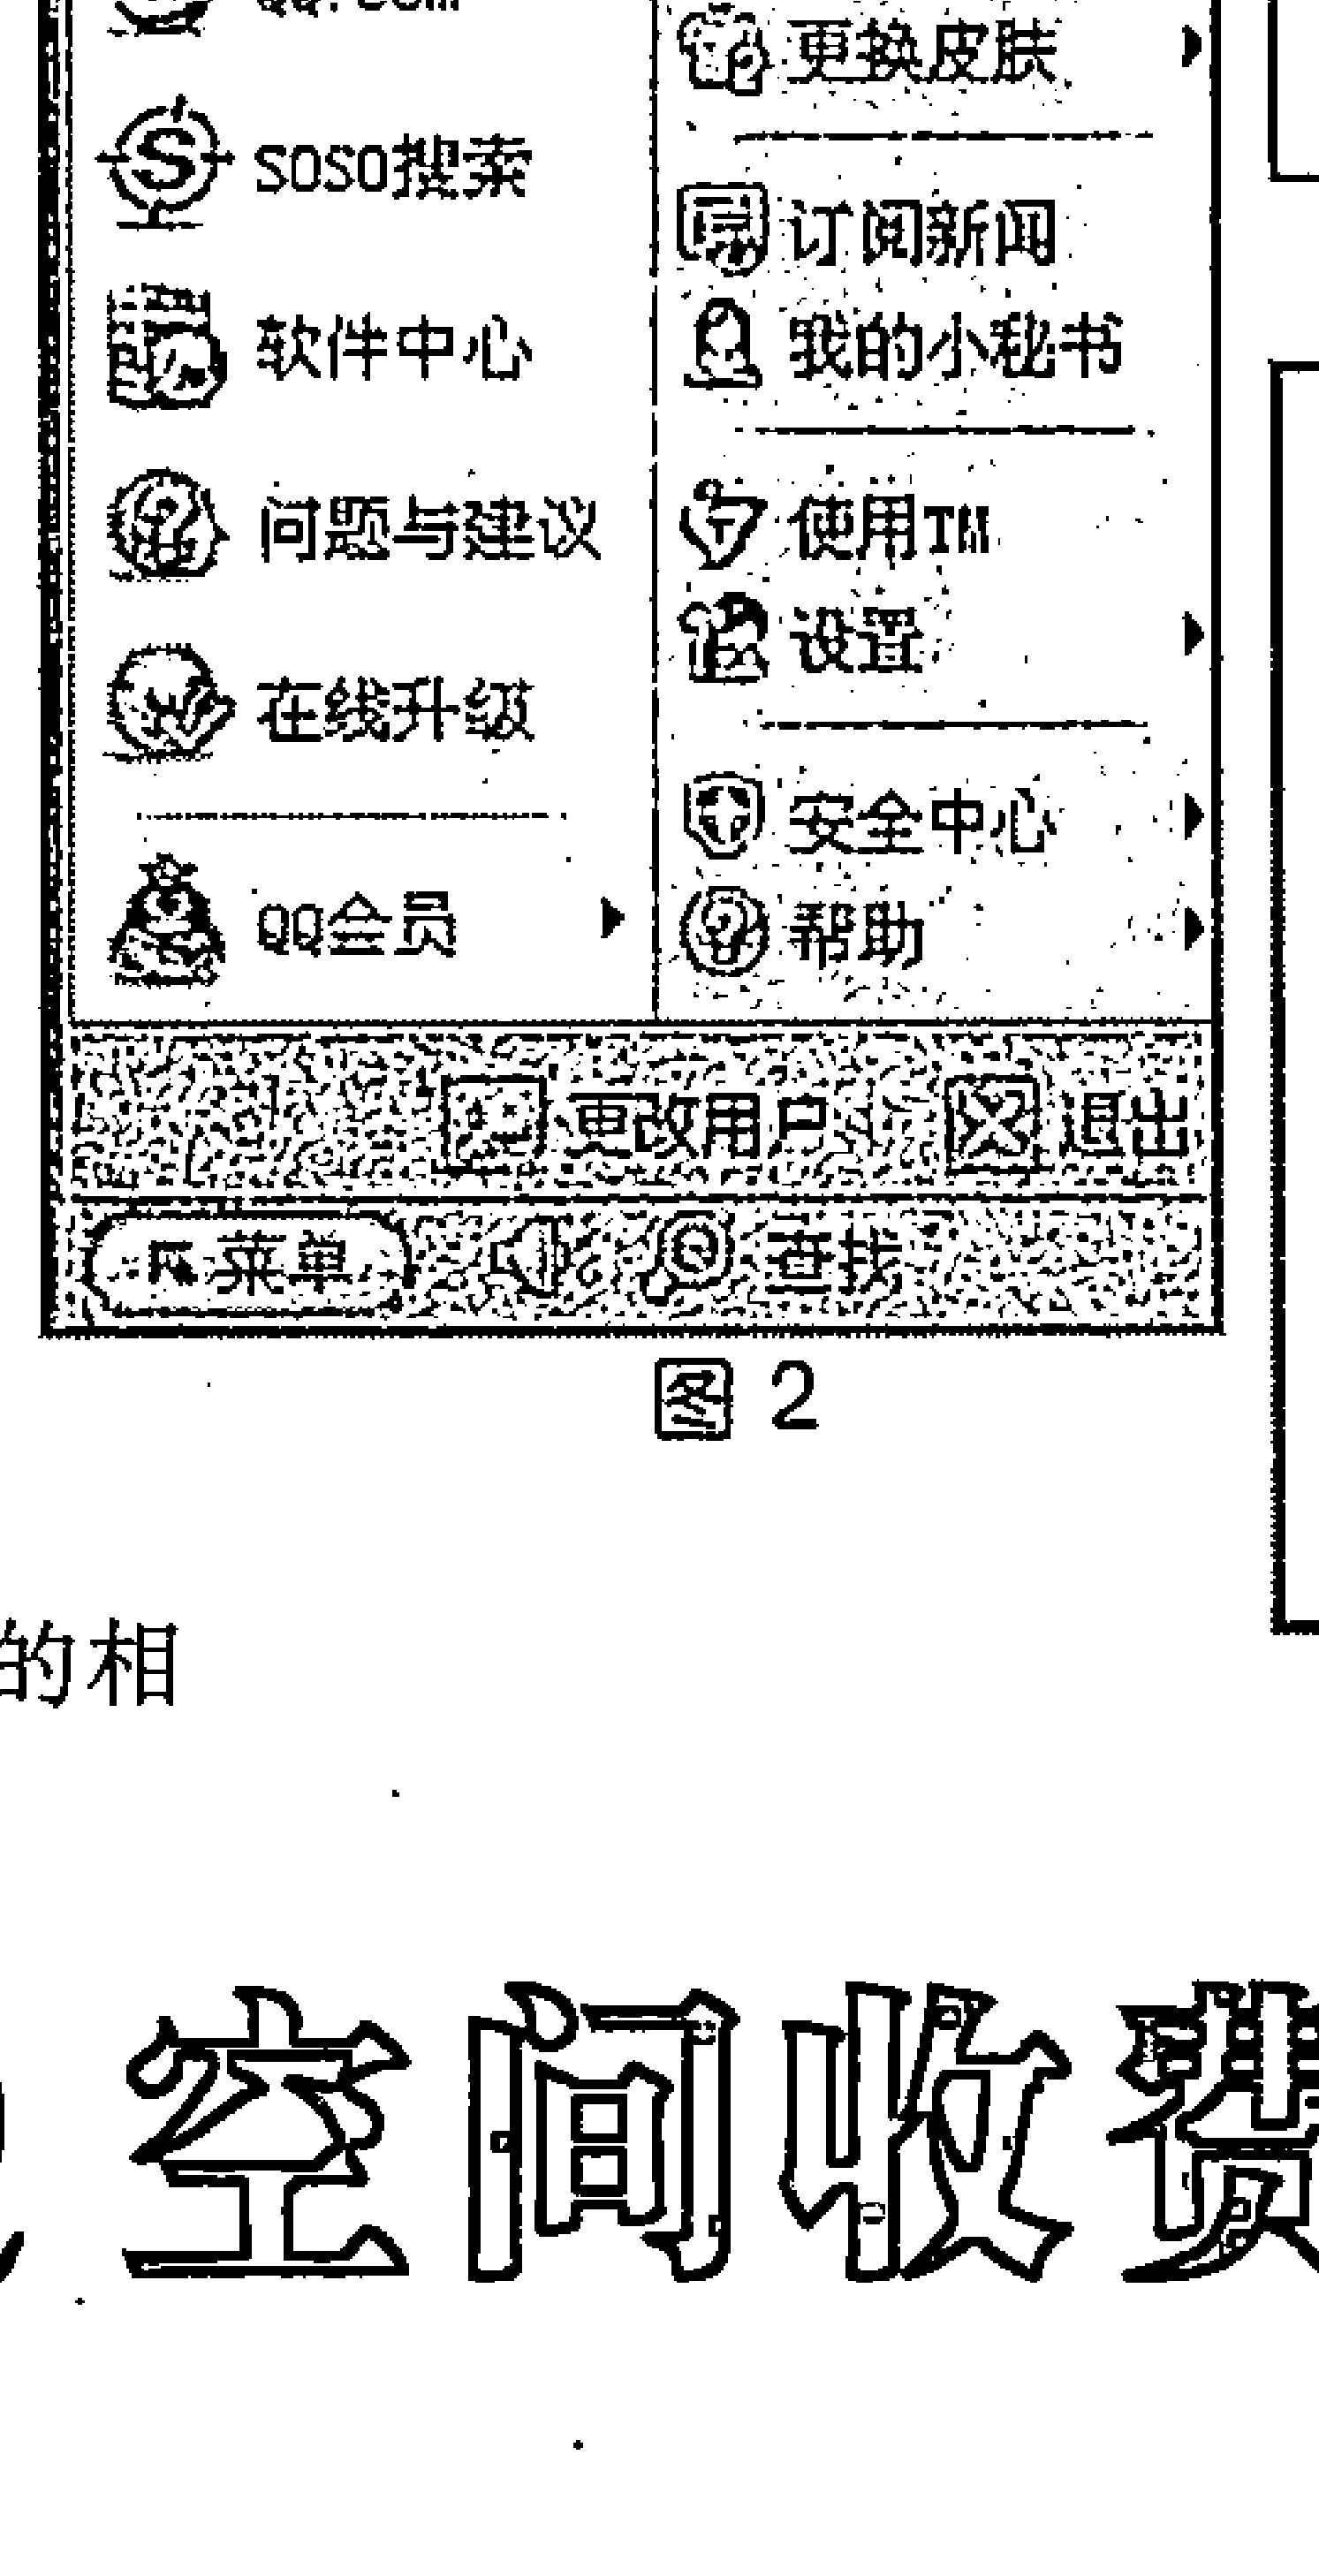 QQ.com
SOSO搜索
软件中心
问题与建议
在线升级
QQ会员
更换皮肤
订阅新闻
我的小秘书
使用TM
设置
安全中心
帮助
更改用户 退出
菜单 查找
图 2
的相
空间收费